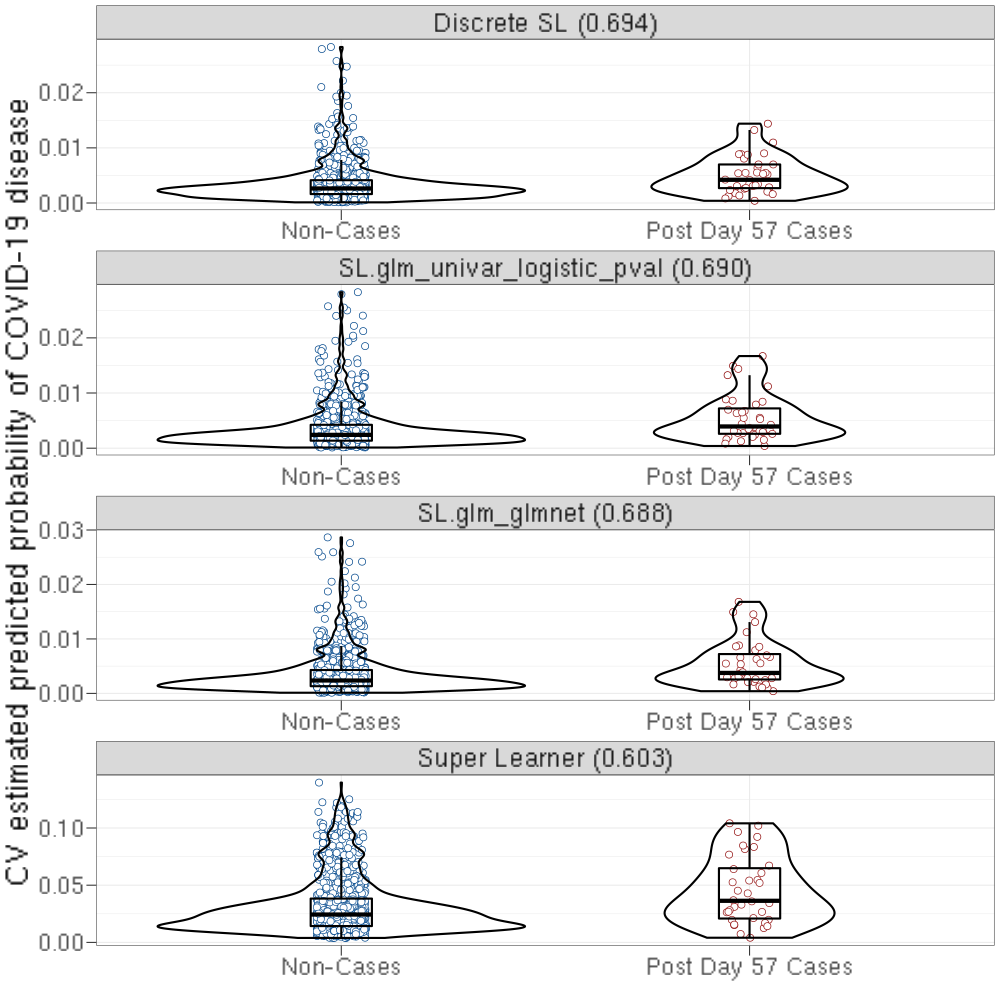 CV estimated predicted probability of COVID-19 disease
Discrete SL (0.694)
0.02
0.01
0.00
Non-Cases
Post Day 57 Cases
SL.glm_univar_logistic_pval (0.690)
0.02
0.01
0.00
Non-Cases
Post Day 57 Cases
SL.glm_glmnet (0.688)
0.03
0.02
0.01
0.00
Non-Cases
Post Day 57 Cases
Super Learner (0.603)
0.10
0.05
0.00
Non-Cases
Post Day 57 Cases